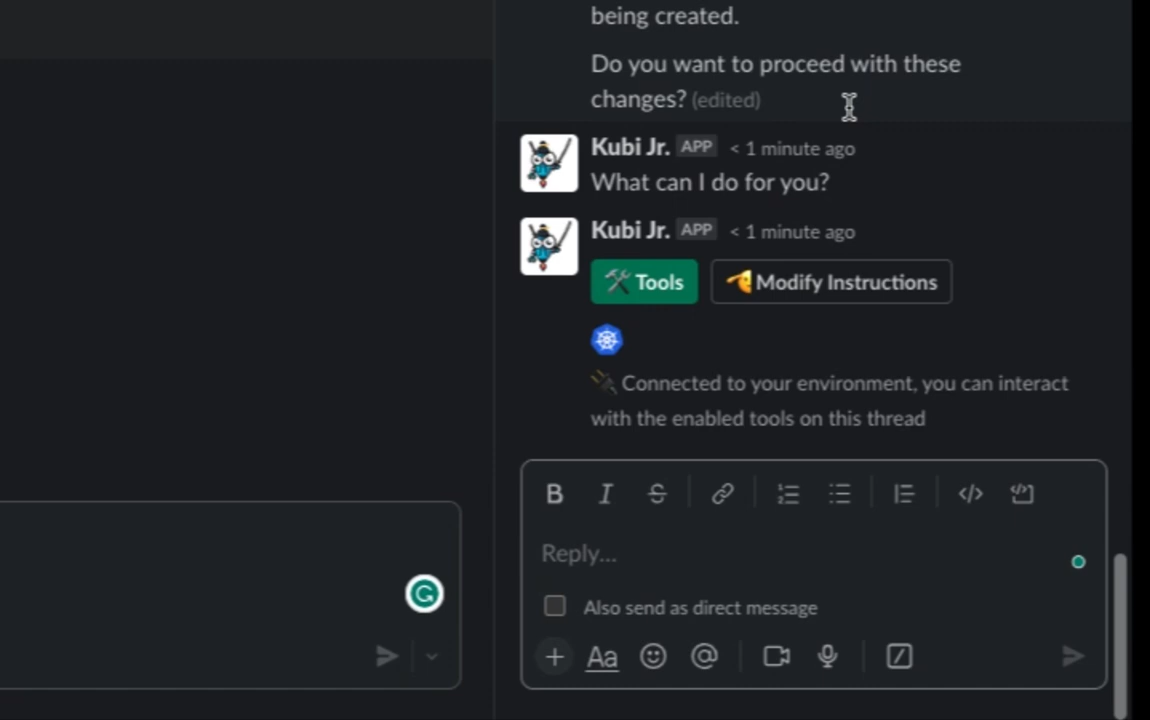 being created.
Do you want to proceed with these
changes? (edited)
Kubi Jr. APP < 1 minute ago
What can I do for you?
Kubi Jr. APP < 1 minute ago
Tools Modify Instructions
Connected to your environment, you can interact
with the enabled tools on this thread
B I S
Reply...
Also send as direct message
Aa @